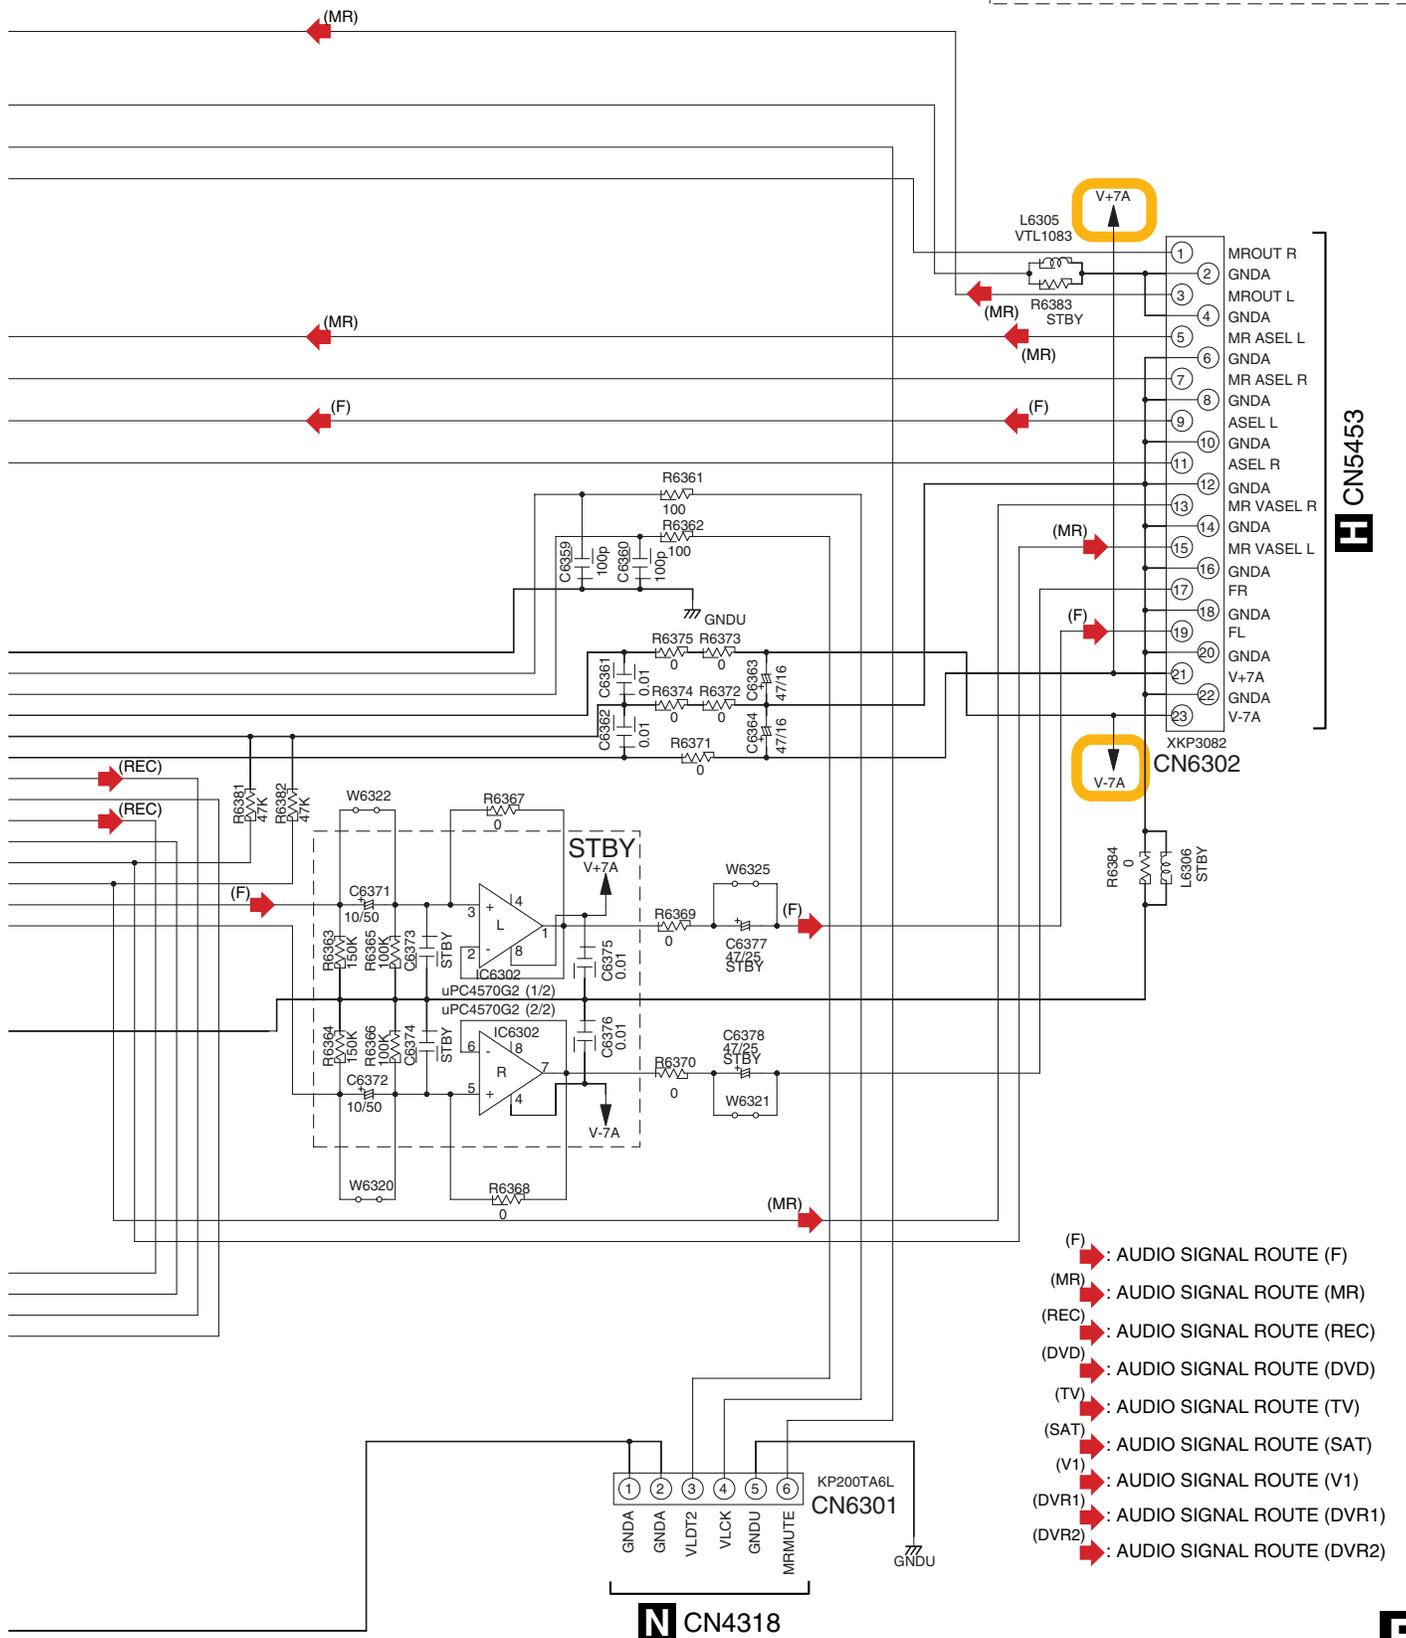 (MR)
V+7A
L6305
VTL1083
R6383
STBY
(MR)
(MR)
(MR)
(F)
(F)
1 MROUT R
2 GNDA
3 MROUT L
4 GNDA
5 MR ASEL L
6 GNDA
7 MR ASEL R
8 GNDA
9 ASEL L
10 GNDA
11 ASEL R
12 GNDA
13 MR VASEL R
14 GNDA
15 MR VASEL L
16 GNDA
17 FR
18 GNDA
19 FL
20 GNDA
21 V+7A
22 GNDA
23 V-7A
XKP3082
CN6302
H CN5453
(MR)
(F)
V-7A
R6361
100
R6362
100
C6359
100p
C6360
100p
GNDU
R6375 R6373
0 0
C6361
0.01
C6363
47/16
R6374 R6372
0 0
C6362
0.01
C6364
47/16
R6371
0
(REC)
(REC)
R6381
47K
R6382
47K
W6322
R6367
0
STBY
V+7A
(F)
C6371
10/50
R6363
150K
R6365
100K
C6373
STBY
3 + 4
L 1
2 - 8
IC6302
uPC4570G2 (1/2)
uPC4570G2 (2/2)
C6375
0.01
R6369
0
W6325
C6377
47/25
STBY
(F)
R6384
0
L6306
STBY
R6364
150K
R6366
100K
C6374
STBY
C6372
10/50
IC6302
6 - 8
R 7
5 + 4
C6376
0.01
V-7A
R6370
0
C6378
47/25
STBY
W6321
W6320
R6368
0
(MR)
(F) : AUDIO SIGNAL ROUTE (F)
(MR) : AUDIO SIGNAL ROUTE (MR)
(REC) : AUDIO SIGNAL ROUTE (REC)
(DVD) : AUDIO SIGNAL ROUTE (DVD)
(TV) : AUDIO SIGNAL ROUTE (TV)
(SAT) : AUDIO SIGNAL ROUTE (SAT)
(V1) : AUDIO SIGNAL ROUTE (V1)
(DVR1) : AUDIO SIGNAL ROUTE (DVR1)
(DVR2) : AUDIO SIGNAL ROUTE (DVR2)
1 2 3 4 5 6
KP200TA6L
CN6301
GNDA
GNDA
VLDT2
VLCK
GNDU
MRMUTE
GNDU
N CN4318